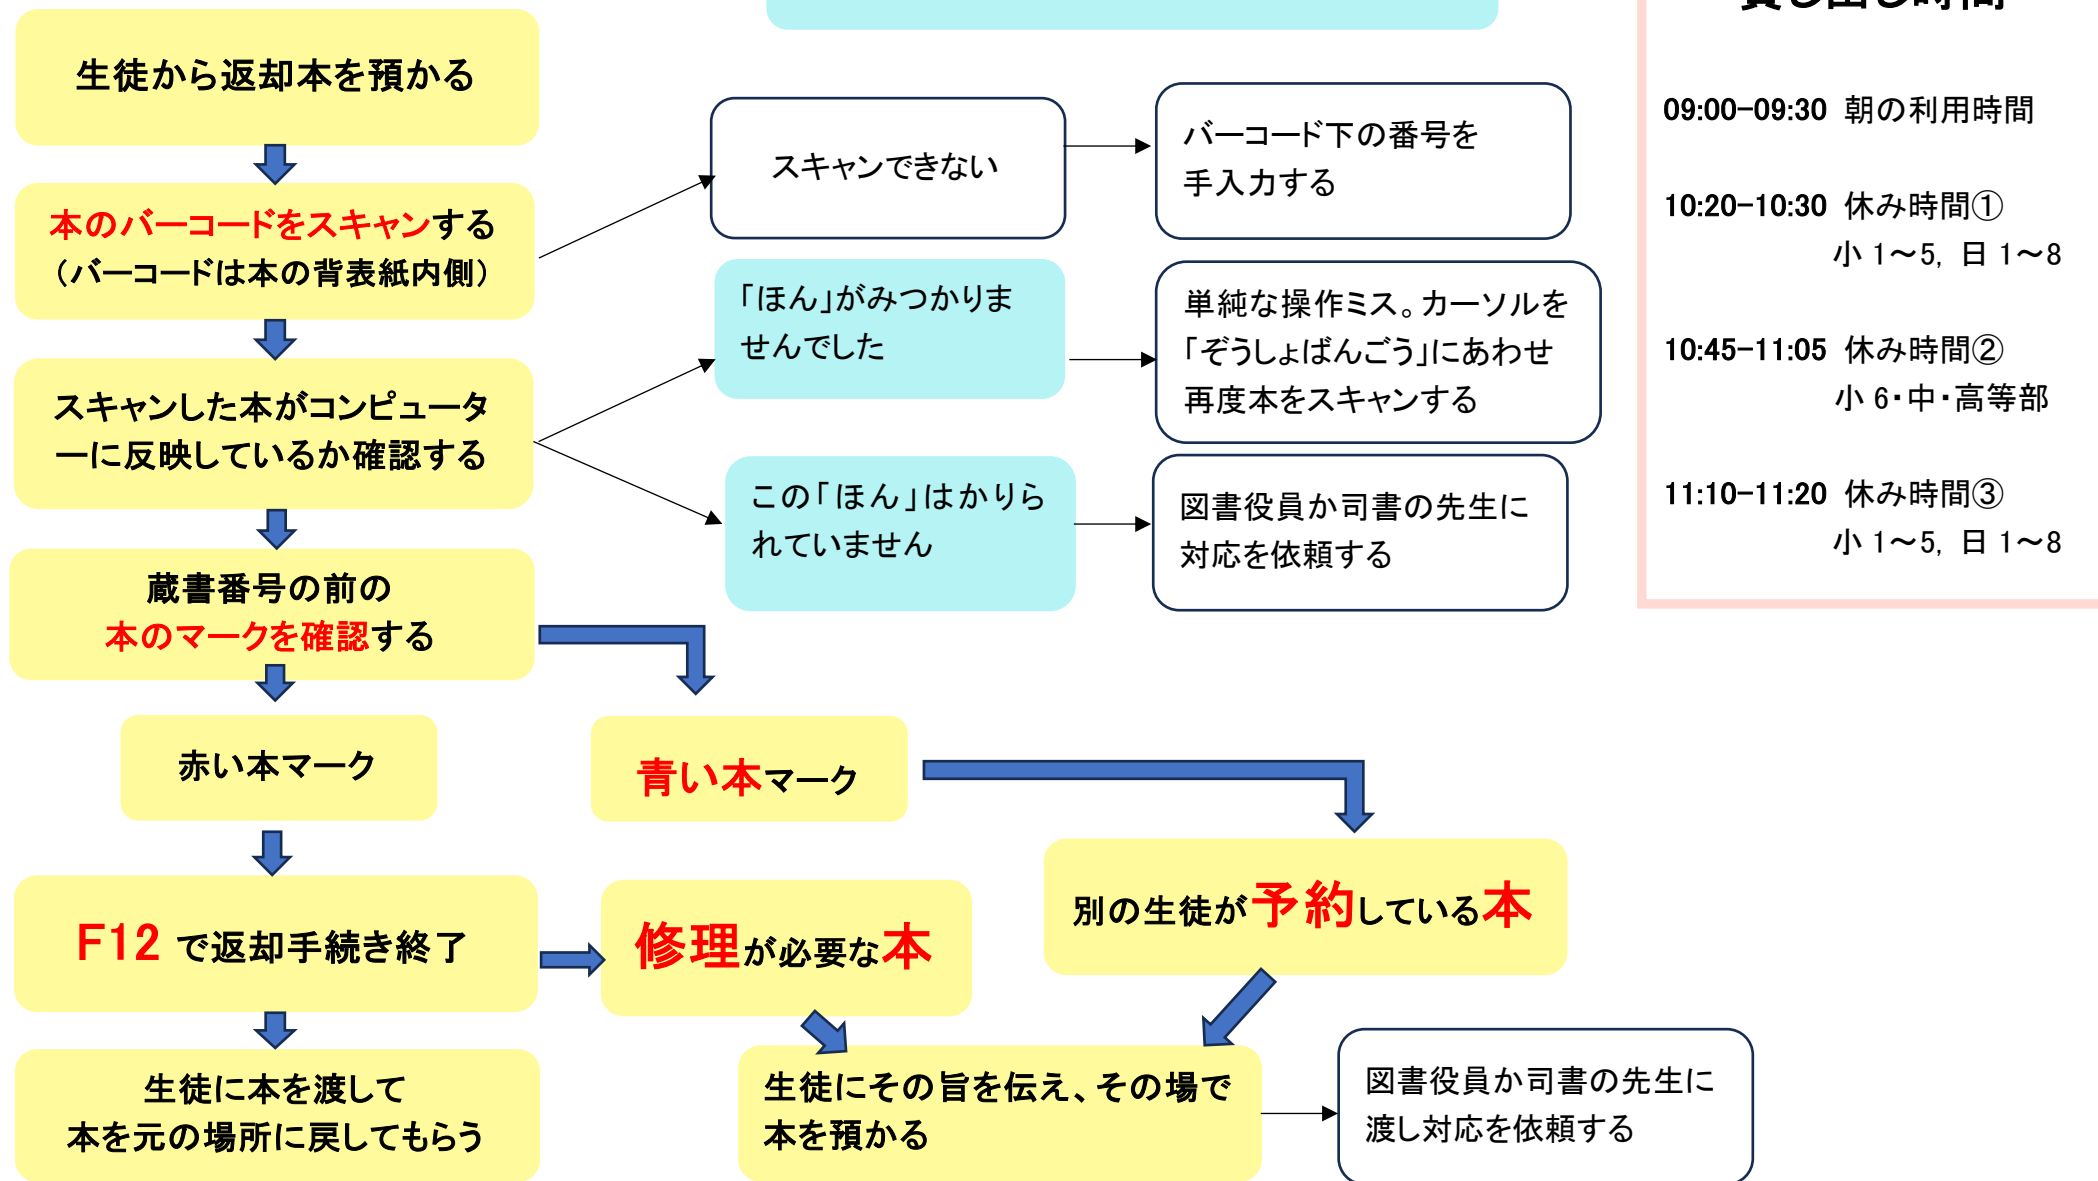 生徒から返却本を預かる
本のバーコードをスキャンする
（バーコードは本の背表紙内側）
スキャンした本がコンピュータ
ーに反映しているか確認する
蔵書番号の前の
本のマークを確認する
スキャンできない
バーコード下の番号を
手入力する
「ほん」がみつかりま
せんでした
単純な操作ミス。カーソルを
「ぞうしょばんごう」にあわせ
再度本をスキャンする
この「ほん」はかりら
れていません
図書役員か司書の先生に
対応を依頼する
赤い本マーク
青い本マーク
F12 で返却手続き終了
修理が必要な本
別の生徒が予約している本
生徒に本を渡して
本を元の場所に戻してもらう
生徒にその旨を伝え、その場で
本を預かる
図書役員か司書の先生に
渡し対応を依頼する
貸し出し時間
09:00-09:30 朝の利用時間
10:20-10:30 休み時間①
小 1～5, 日 1～8
10:45-11:05 休み時間②
小 6・中・高等部
11:10-11:20 休み時間③
小 1～5, 日 1～8